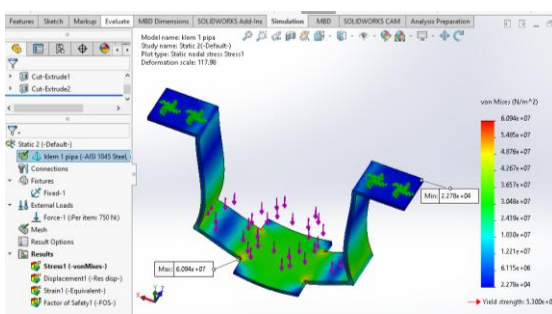 Features Sketch Markup Evaluate MBD Dimensions SOLIDWORKS Add-Ins Simulation MBD SOLIDWORKS CAM Analysis Preparation
Model name: klem 1 pipa
Study name: Static 2(-Default-)
Plot type: Static nodal stress Stress1
Deformation scale: 117.98
Cut-Extrude1
Cut-Extrude2
Static 2 (-Default-)
klem 1 pipa (-AISI 1045 Steel,
Connections
Fixtures
Fixed-1
External Loads
Force-1 (:Per item: 750 N:)
Mesh
Result Options
Results
Stress1 (-vonMises-)
Displacement1 (-Res disp-)
Strain1 (-Equivalent-)
Factor of Safety1 (-FOS-)
Max: 6.094e+07
Min: 2.278e+04
von Mises (N/m^2)
6.094e+07
5.485e+07
4.876e+07
4.267e+07
3.657e+07
3.048e+07
2.439e+07
1.830e+07
1.221e+07
6.115e+06
2.278e+04
Yield strength: 5.300e+0